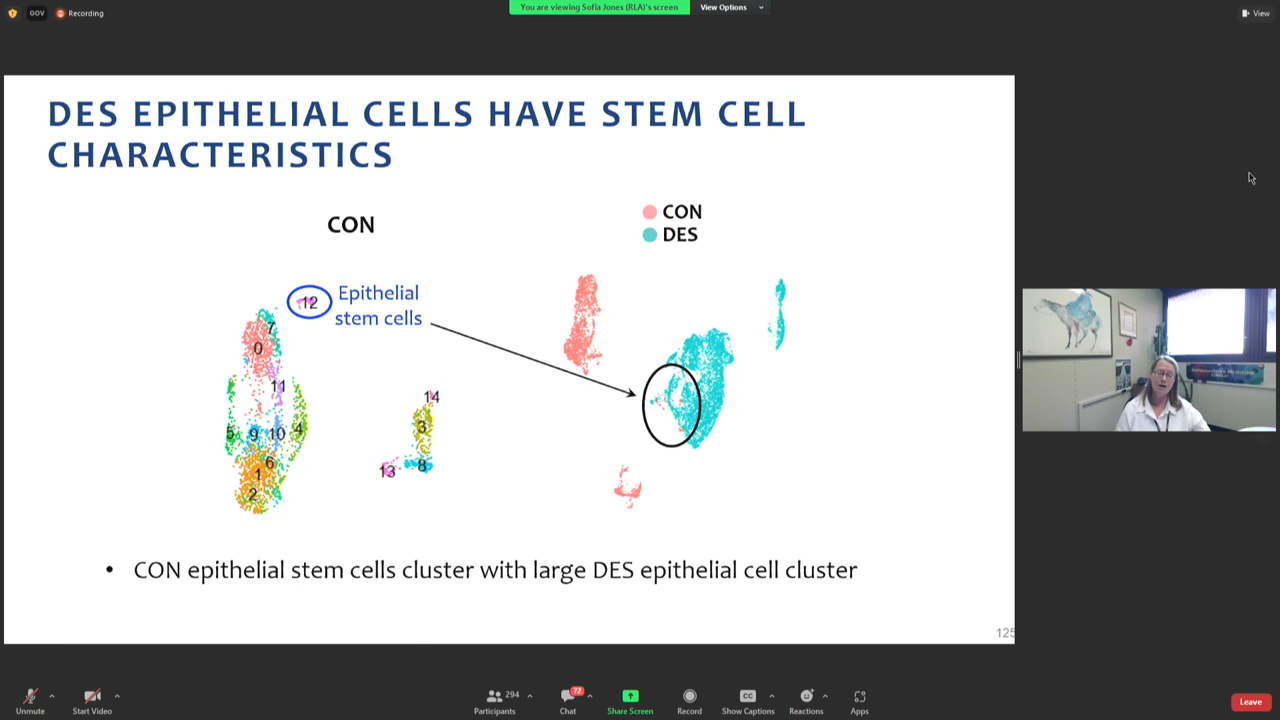 GOV
Recording
You are viewing Sofia Jones (RLA)'s screen
View Options
View
DES EPITHELIAL CELLS HAVE STEM CELL
CHARACTERISTICS
CON
CON
DES
12
Epithelial
stem cells
7
0
11
14
5
9
10
4
3
6
13
8
1
2
• CON epithelial stem cells cluster with large DES epithelial cell cluster
125
Unmute
Start Video
294
Participants
72
Chat
Share Screen
Record
CC
Show Captions
Reactions
Apps
Leave